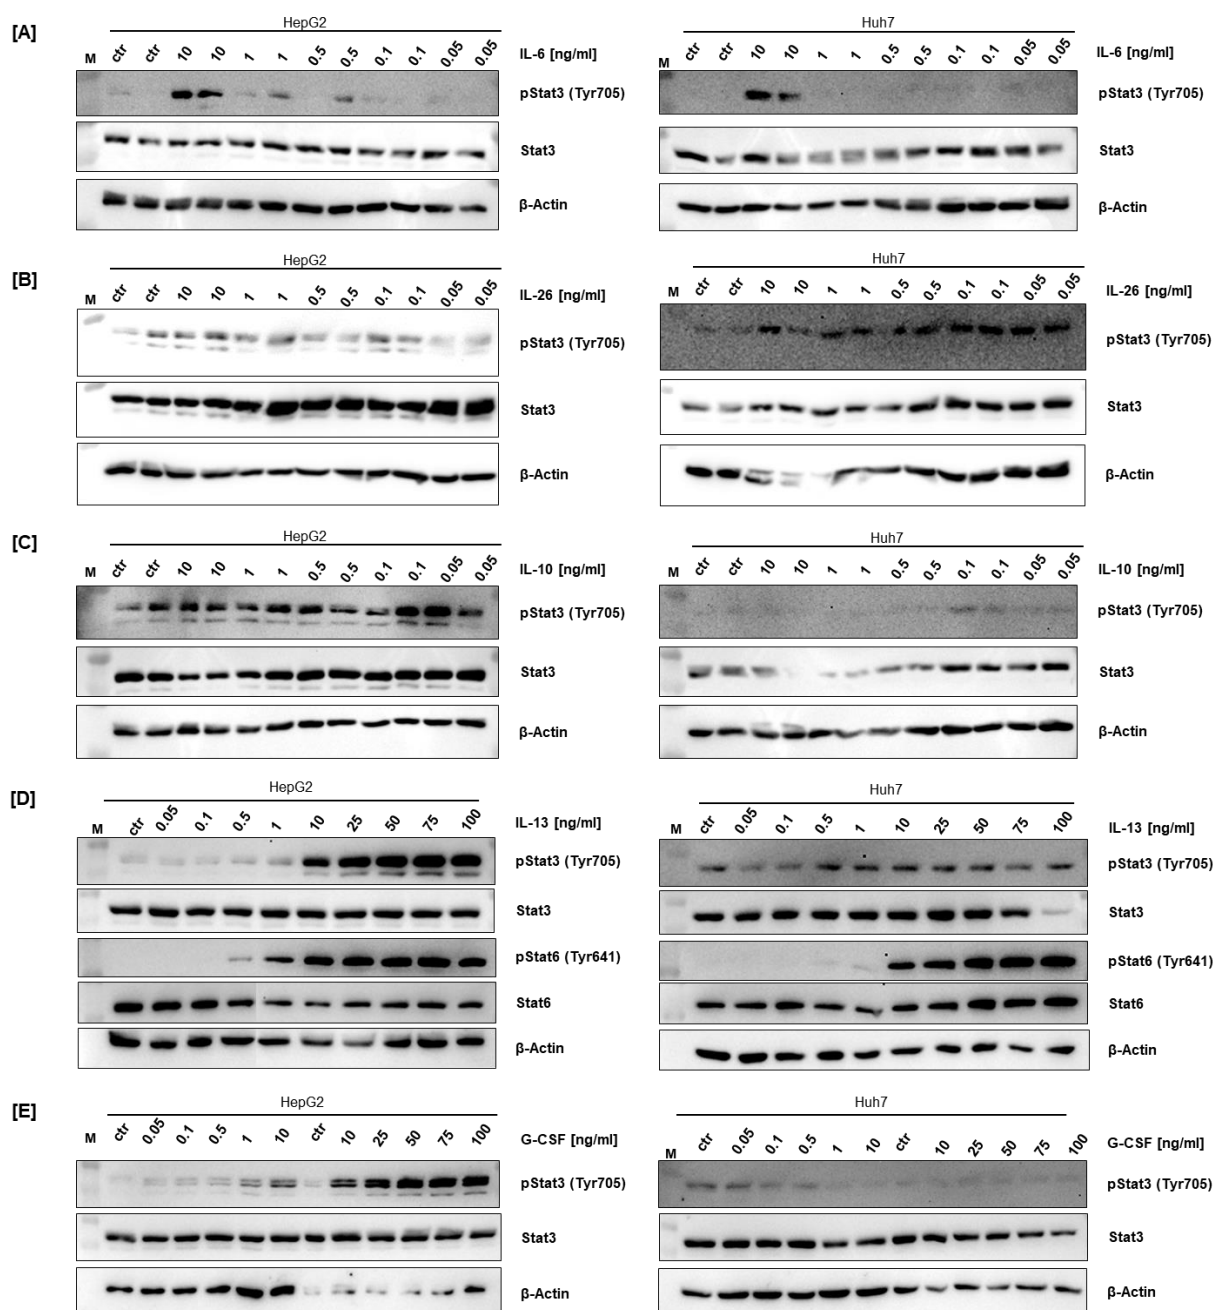 [A]
HepG2
M ctr ctr 10 10 1 1 0.5 0.5 0.1 0.1 0.05 0.05 IL-6 [ng/ml]
pStat3 (Tyr705)
Stat3
β-Actin
Huh7
M ctr ctr 10 10 1 1 0.5 0.5 0.1 0.1 0.05 0.05 IL-6 [ng/ml]
pStat3 (Tyr705)
Stat3
β-Actin
[B]
HepG2
M ctr ctr 10 10 1 1 0.5 0.5 0.1 0.1 0.05 0.05 IL-26 [ng/ml]
pStat3 (Tyr705)
Stat3
β-Actin
Huh7
M ctr ctr 10 10 1 1 0.5 0.5 0.1 0.1 0.05 0.05 IL-26 [ng/ml]
pStat3 (Tyr705)
Stat3
β-Actin
[C]
HepG2
M ctr ctr 10 10 1 1 0.5 0.5 0.1 0.1 0.05 0.05 IL-10 [ng/ml]
pStat3 (Tyr705)
Stat3
β-Actin
Huh7
M ctr ctr 10 10 1 1 0.5 0.5 0.1 0.1 0.05 0.05 IL-10 [ng/ml]
pStat3 (Tyr705)
Stat3
β-Actin
[D]
HepG2
M ctr 0.05 0.1 0.5 1 10 25 50 75 100 IL-13 [ng/ml]
pStat3 (Tyr705)
Stat3
pStat6 (Tyr641)
Stat6
β-Actin
Huh7
M ctr 0.05 0.1 0.5 1 10 25 50 75 100 IL-13 [ng/ml]
pStat3 (Tyr705)
Stat3
pStat6 (Tyr641)
Stat6
β-Actin
[E]
HepG2
M ctr 0.05 0.1 0.5 1 10 ctr 10 25 50 75 100 G-CSF [ng/ml]
pStat3 (Tyr705)
Stat3
β-Actin
Huh7
M ctr 0.05 0.1 0.5 1 10 ctr 10 25 50 75 100 G-CSF [ng/ml]
pStat3 (Tyr705)
Stat3
β-Actin